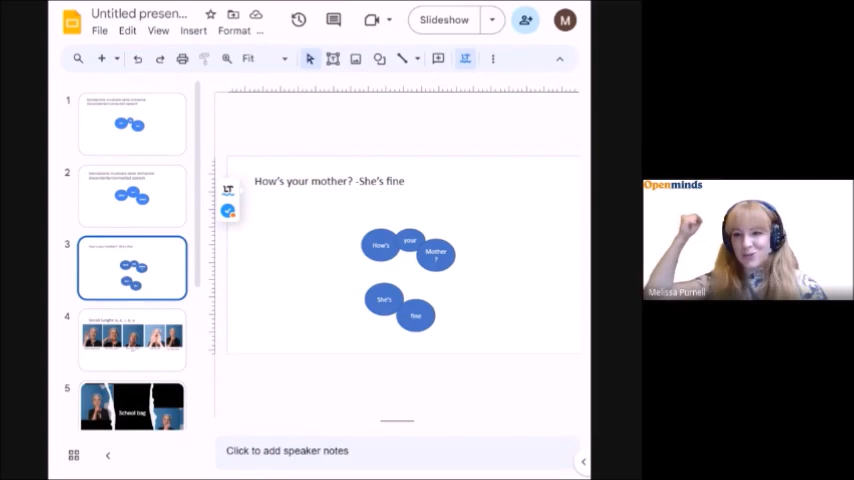 Untitled presen...
File Edit View Insert Format ...
Slideshow
M
Fit
1
2
3
4
5
School bag
LT
How's your mother? -She's fine
How's
your
Mother
?
She's
fine
Click to add speaker notes
Openminds
Melissa Purnell